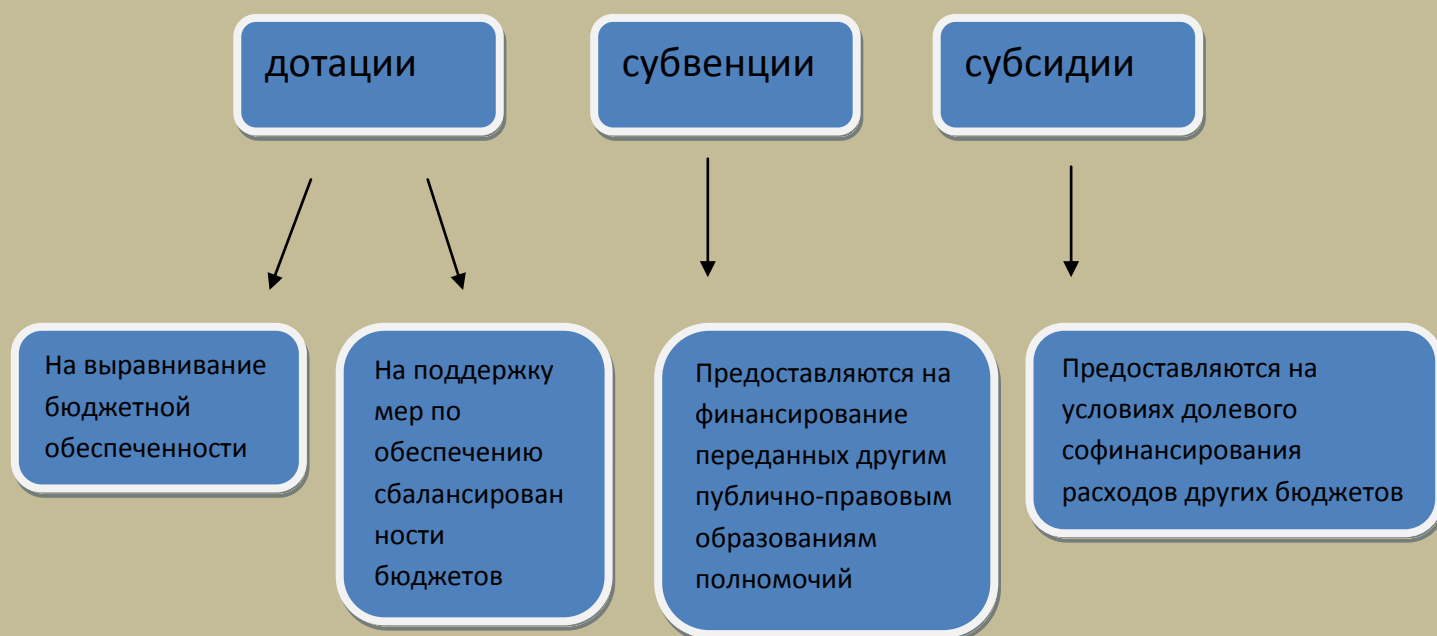 дотации
субвенции
субсидии
На выравнивание
бюджетной
обеспеченности
На поддержку
мер по
обеспечению
сбалансирован
ности
бюджетов
Предоставляются на
финансирование
переданных другим
публично-правовым
образованиям
полномочий
Предоставляются на
условиях долевого
софинансирования
расходов других бюджетов